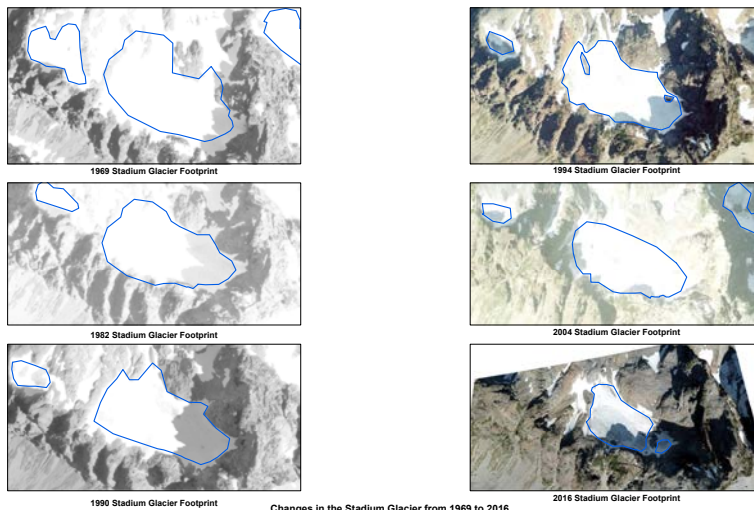 1969 Stadium Glacier Footprint
1994 Stadium Glacier Footprint
1982 Stadium Glacier Footprint
2004 Stadium Glacier Footprint
1990 Stadium Glacier Footprint
2016 Stadium Glacier Footprint
Changes in the Stadium Glacier from 1969 to 2016